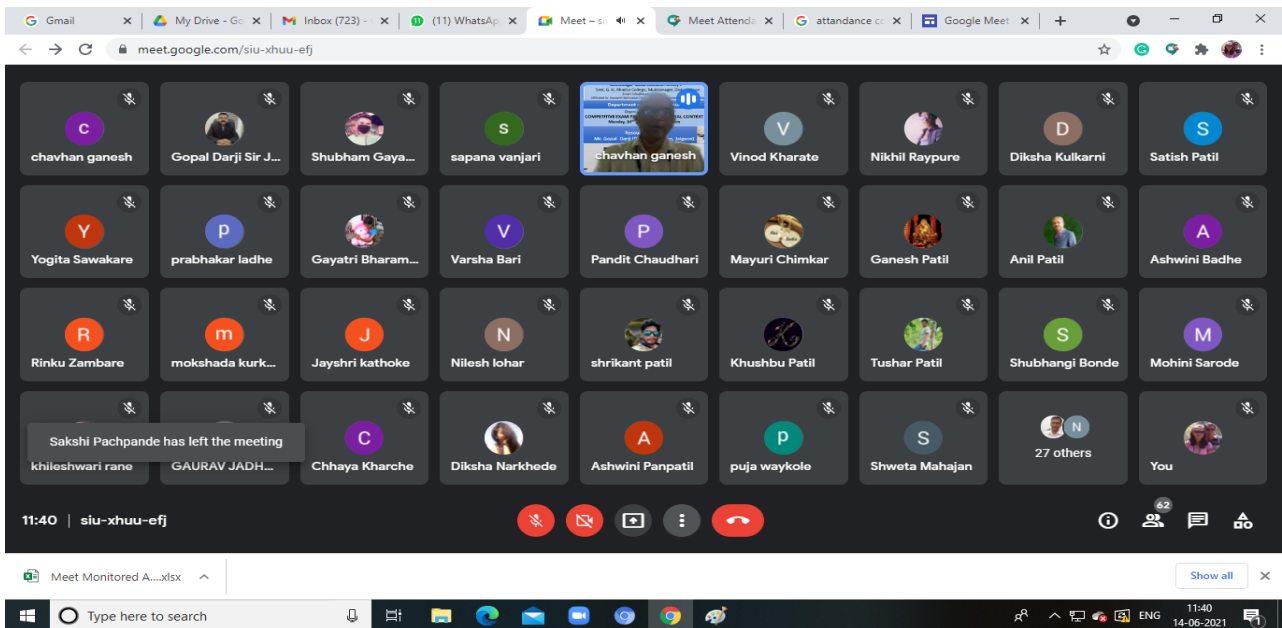 Gmail
My Drive - Go
Inbox (723) -
(11) WhatsAp
Meet – si
Meet Attenda
attandance co
Google Meet
meet.google.com/siu-xhuu-efj
c
s
V
D
S
COMPETITIVE EXAM
chavhan ganesh
Gopal Darji Sir J...
Shubham Gaya...
sapana vanjari
chavhan ganesh
Vinod Kharate
Nikhil Raypure
Diksha Kulkarni
Satish Patil
Y
p
V
P
A
Yogita Sawakare
prabhakar ladhe
Gayatri Bharam...
Varsha Bari
Pandit Chaudhari
Mayuri Chimkar
Ganesh Patil
Anil Patil
Ashwini Badhe
R
m
J
N
S
M
Rinku Zambare
mokshada kurk...
Jayshri kathoke
Nilesh lohar
shrikant patil
Khushbu Patil
Tushar Patil
Shubhangi Bonde
Mohini Sarode
Sakshi Pachpande has left the meeting
C
A
p
S
N
27 others
khileshwari rane
GAURAV JADH...
Chhaya Kharche
Diksha Narkhede
Ashwini Panpatil
puja waykole
Shweta Mahajan
You
11:40 | siu-xhuu-efj
62
Meet Monitored A....xlsx
Show all
Type here to search
ENG
11:40
14-06-2021
1